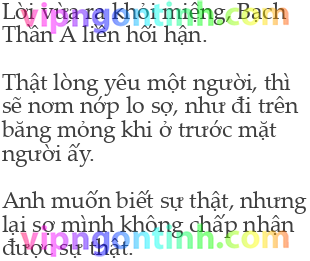 Lời vừa ra khỏi miệng, Bạch
Thần A liền hối hận.
Thật lòng yêu một người, thì
sẽ nơm nớp lo sợ, như đi trên
băng mỏng khi ở trước mặt
người ấy.
Anh muốn biết sự thật, nhưng
lại sợ mình không chấp nhận
được sự thật.
vipngontinh.com
vipngontinh.com